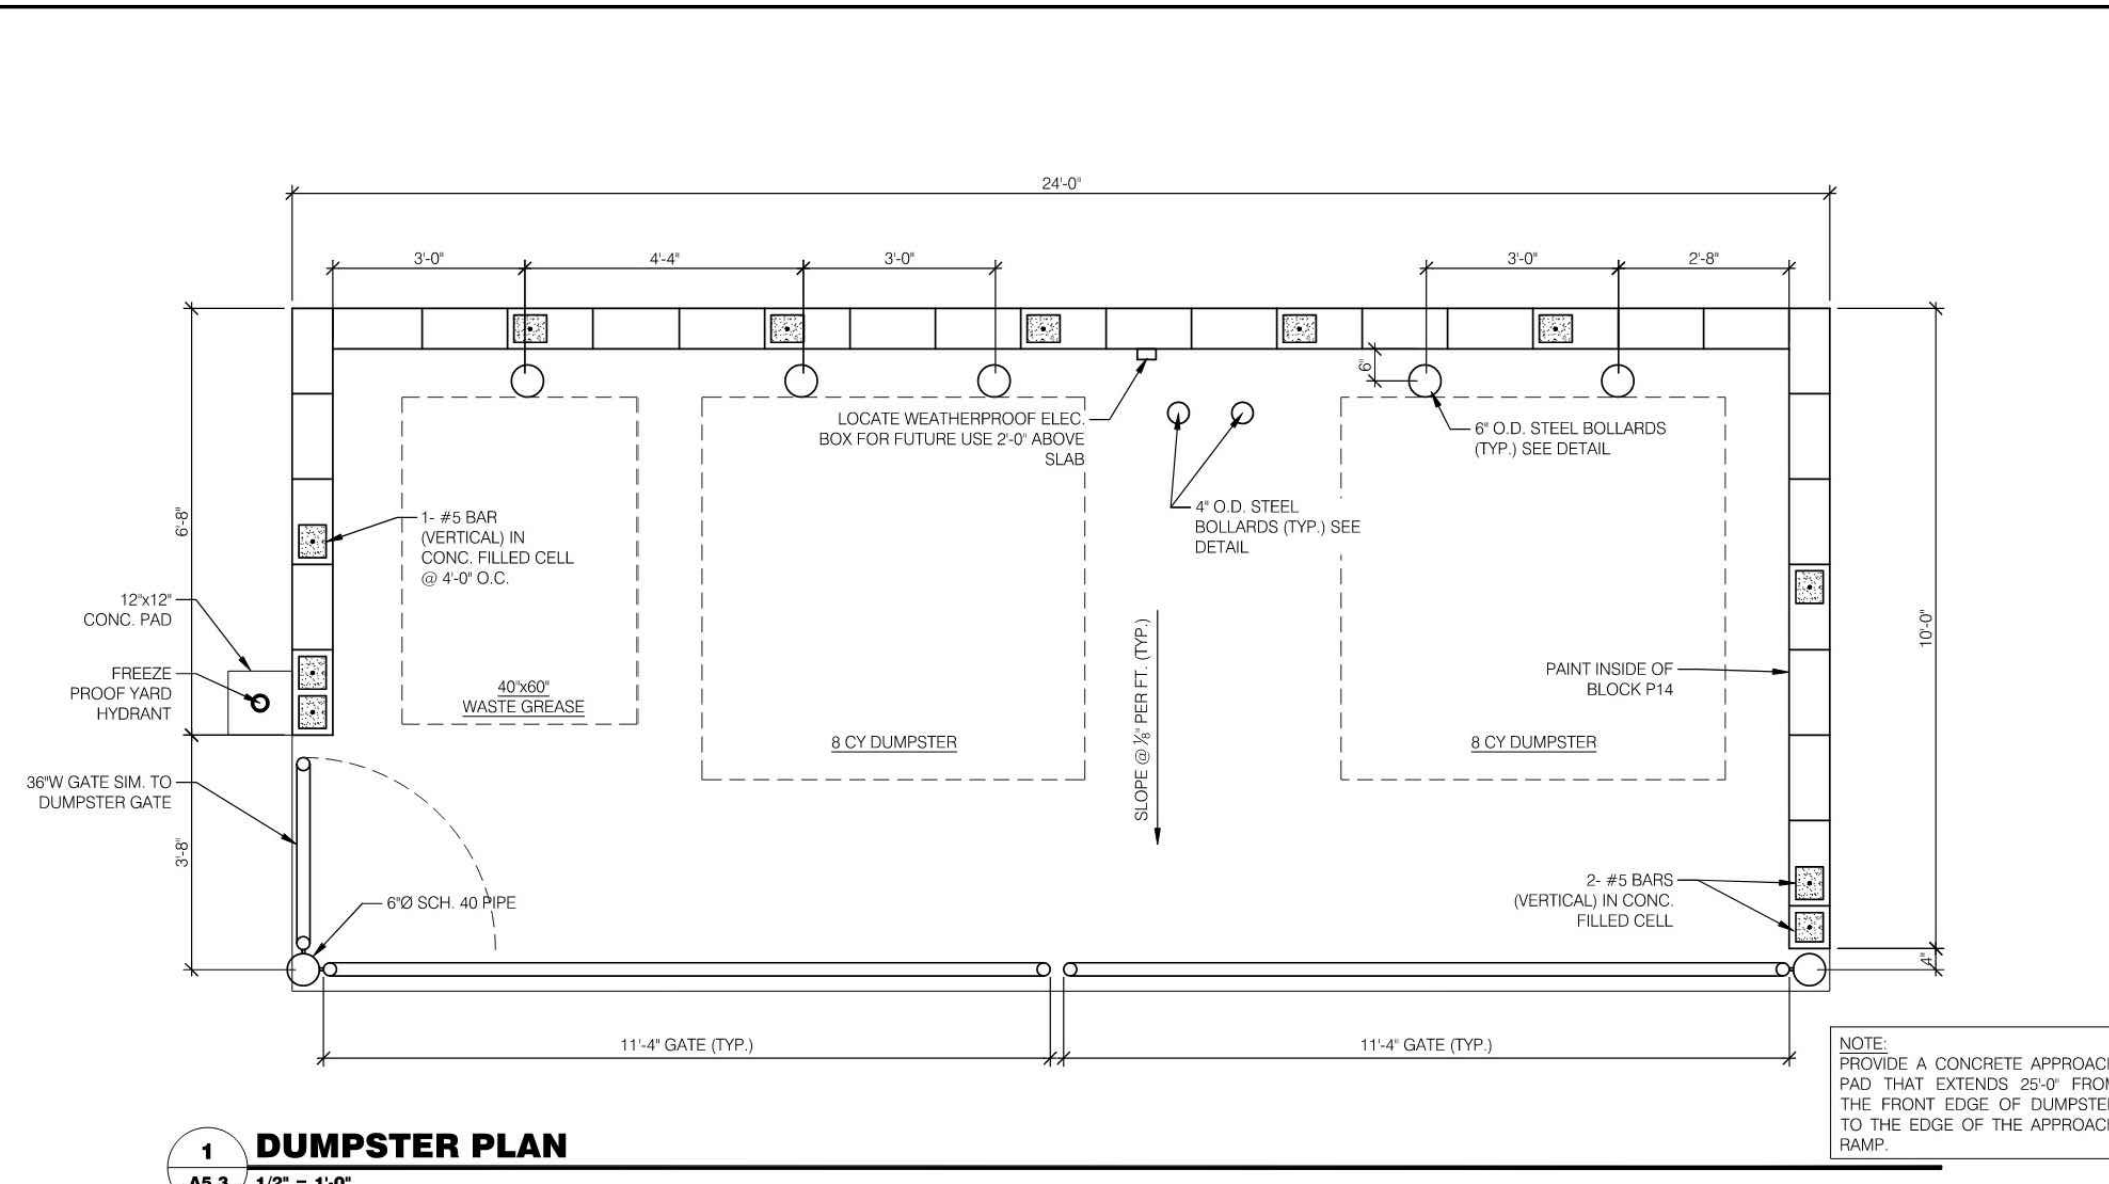 24'-0"
3'-0"
4'-4"
3'-0"
3'-0"
2'-8"
6"
LOCATE WEATHERPROOF ELEC.
BOX FOR FUTURE USE 2'-0" ABOVE
SLAB
6" O.D. STEEL BOLLARDS
(TYP.) SEE DETAIL
4" O.D. STEEL
BOLLARDS (TYP.) SEE
DETAIL
1- #5 BAR
(VERTICAL) IN
CONC. FILLED CELL
@ 4'-0" O.C.
6'-8"
12"x12"
CONC. PAD
FREEZE
PROOF YARD
HYDRANT
40"x60"
WASTE GREASE
8 CY DUMPSTER
SLOPE @ ⅛" PER FT. (TYP.)
8 CY DUMPSTER
PAINT INSIDE OF
BLOCK P14
10'-0"
36"W GATE SIM. TO
DUMPSTER GATE
3'-8"
6"Ø SCH. 40 PIPE
2- #5 BARS
(VERTICAL) IN CONC.
FILLED CELL
4"
11'-4" GATE (TYP.)
11'-4" GATE (TYP.)
NOTE:
PROVIDE A CONCRETE APPROACH
PAD THAT EXTENDS 25'-0" FROM
THE FRONT EDGE OF DUMPSTER
TO THE EDGE OF THE APPROACH
RAMP.
1
DUMPSTER PLAN
A5.3
1/2" = 1'-0"